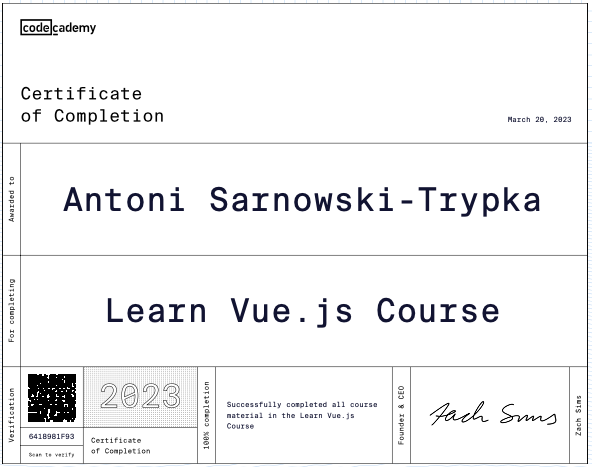 codecademy
Certificate
of Completion
March 20, 2023
Awarded to
Antoni Sarnowski-Trypka
For completing
Learn Vue.js Course
Verification
6418981F93
Scan to verify
2023
Certificate
of Completion
100% completion
Successfully completed all course
material in the Learn Vue.js
Course
Founder & CEO
Zach Sims
Zach Sims